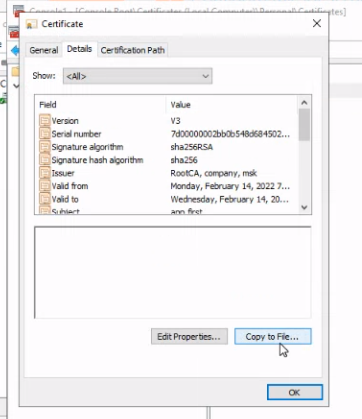 Console1 - [Console Root\Certificates (Local Computer)\Personal\Certificates]
Certificate
General Details Certification Path
Show: <All>
Field Value
Version V3
Serial number 7d00000002bb0b548d684502...
Signature algorithm sha256RSA
Signature hash algorithm sha256
Issuer RootCA, company, msk
Valid from Monday, February 14, 2022 7...
Valid to Wednesday, February 14, 20...
Subject app.first
Edit Properties... Copy to File...
OK